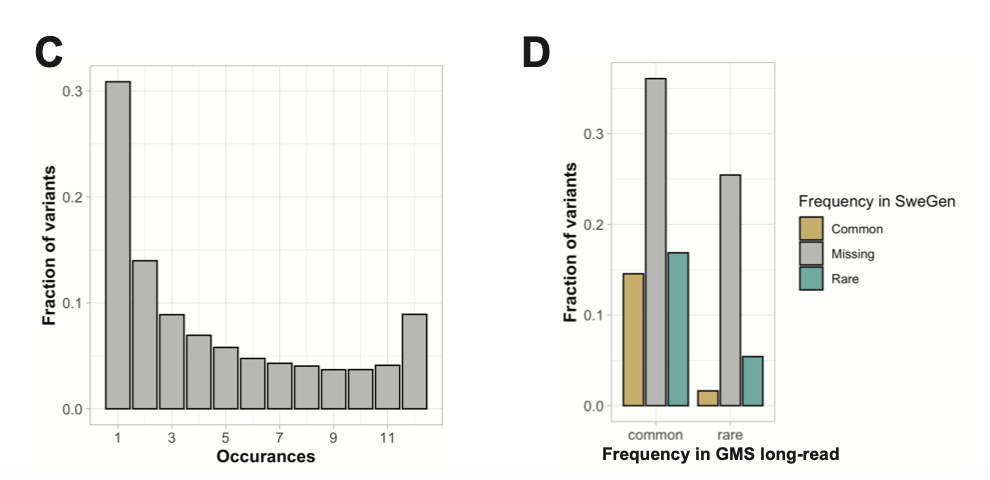 C
0.3
0.2
0.1
0.0
Fraction of variants
1 3 5 7 9 11
Occurances
D
0.3
0.2
0.1
0.0
Fraction of variants
common rare
Frequency in GMS long-read
Frequency in SweGen
Common
Missing
Rare